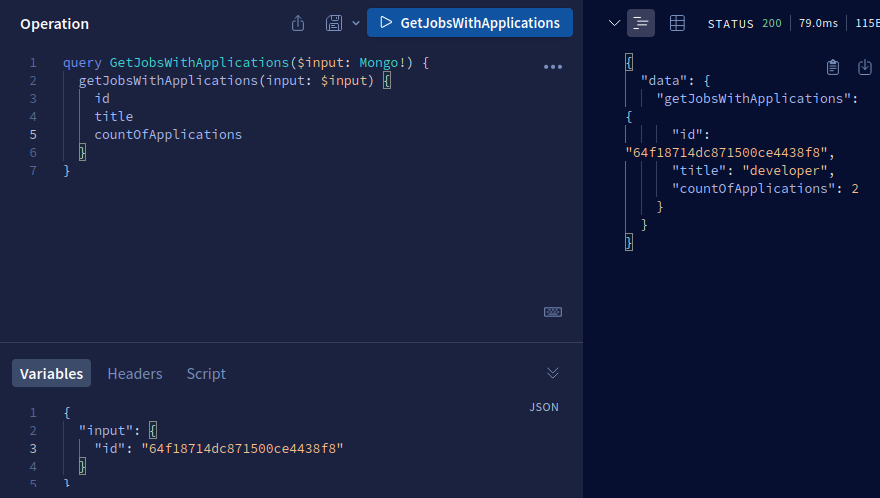 Operation
GetJobsWithApplications
1 query GetJobsWithApplications($input: Mongo!) {
2 getJobsWithApplications(input: $input) {
3 id
4 title
5 countOfApplications
6 }
7 }
Variables Headers Script
JSON
1 {
2 "input": {
3 "id": "64f18714dc871500ce4438f8"
4 }
5 }
STATUS 200 79.0ms 115B
{
"data": {
"getJobsWithApplications":
{
"id":
"64f18714dc871500ce4438f8",
"title": "developer",
"countOfApplications": 2
}
}
}